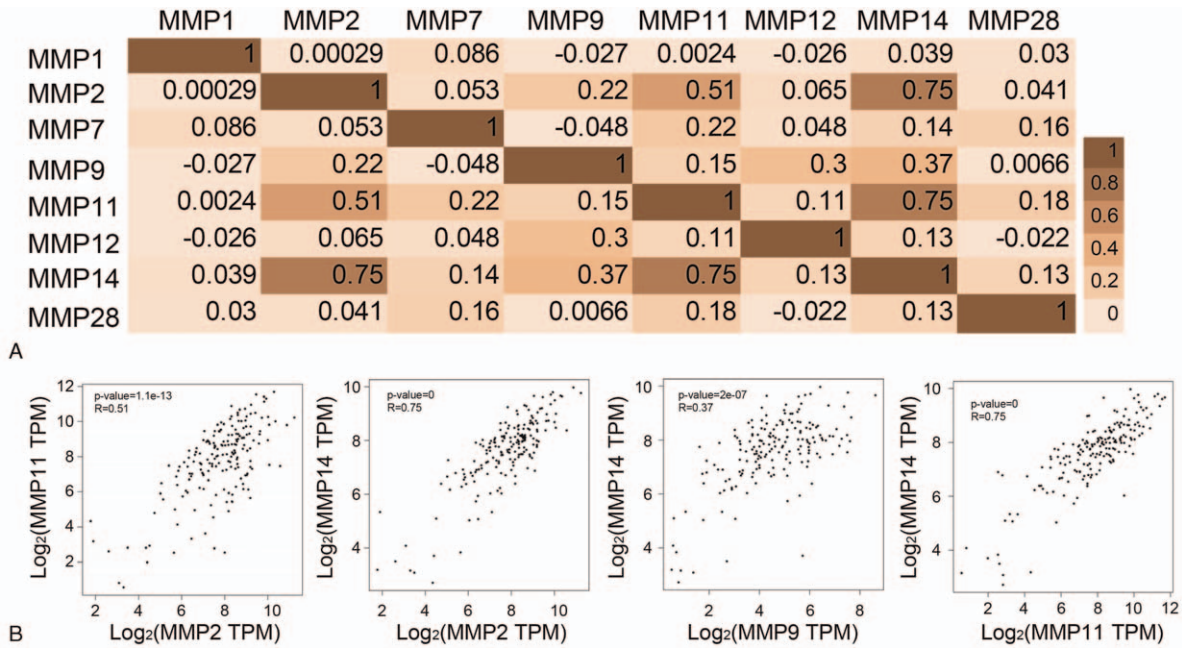 MMP1 MMP2 MMP7 MMP9 MMP11 MMP12 MMP14 MMP28
MMP1 1 0.00029 0.086 -0.027 0.0024 -0.026 0.039 0.03
MMP2 0.00029 1 0.053 0.22 0.51 0.065 0.75 0.041
MMP7 0.086 0.053 1 -0.048 0.22 0.048 0.14 0.16
MMP9 -0.027 0.22 -0.048 1 0.15 0.3 0.37 0.0066
MMP11 0.0024 0.51 0.22 0.15 1 0.11 0.75 0.18
MMP12 -0.026 0.065 0.048 0.3 0.11 1 0.13 -0.022
MMP14 0.039 0.75 0.14 0.37 0.75 0.13 1 0.13
MMP28 0.03 0.041 0.16 0.0066 0.18 -0.022 0.13 1
1
0.8
0.6
0.4
0.2
0
A
Log₂(MMP11 TPM)
12
10
8
6
4
2
p-value=1.1e-13
R=0.51
2 4 6 8 10
Log₂(MMP2 TPM)
Log₂(MMP14 TPM)
10
8
6
4
p-value=0
R=0.75
2 4 6 8 10
Log₂(MMP2 TPM)
Log₂(MMP14 TPM)
10
8
6
4
p-value=2e-07
R=0.37
0 2 4 6 8
Log₂(MMP9 TPM)
Log₂(MMP14 TPM)
10
8
6
4
p-value=0
R=0.75
2 4 6 8 10 12
Log₂(MMP11 TPM)
B